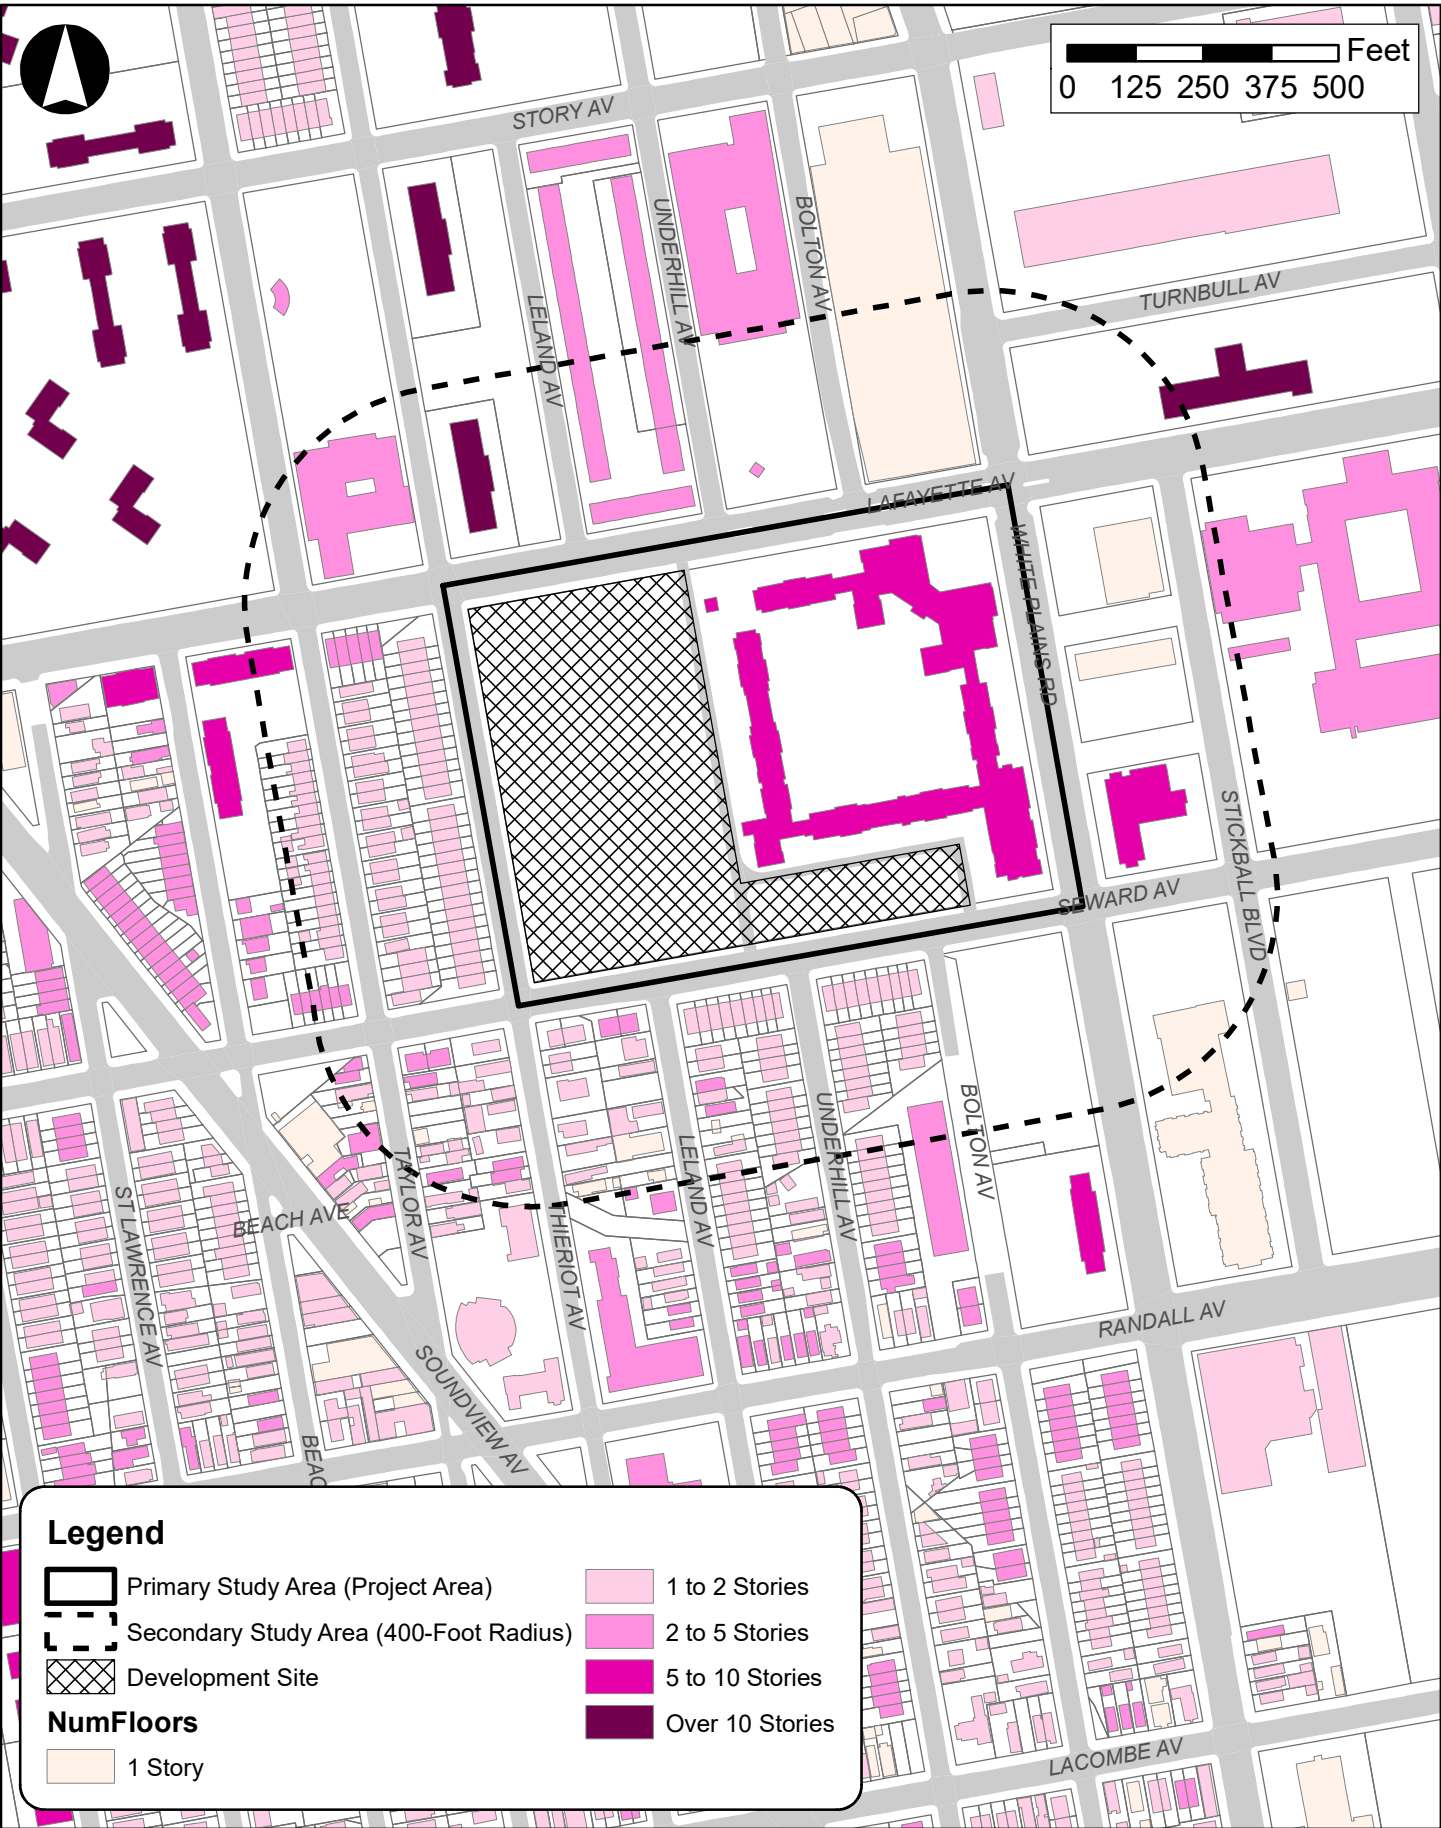 Feet
0 125 250 375 500
STORY AV
UNDERHILL AV
BOLTON AV
TURNBULL AV
LELAND AV
LAFAYETTE AV
WHITE PLAINS RD
STICKBALL BLVD
SEWARD AV
BOLTON AV
UNDERHILL AV
LELAND AV
TAYLOR AV
THIERIOT AV
ST LAWRENCE AV
BEACH AVE
RANDALL AV
SOUNDVIEW AV
BEAC
LACOMBE AV
Legend
Primary Study Area (Project Area)
Secondary Study Area (400-Foot Radius)
Development Site
NumFloors
1 Story
1 to 2 Stories
2 to 5 Stories
5 to 10 Stories
Over 10 Stories